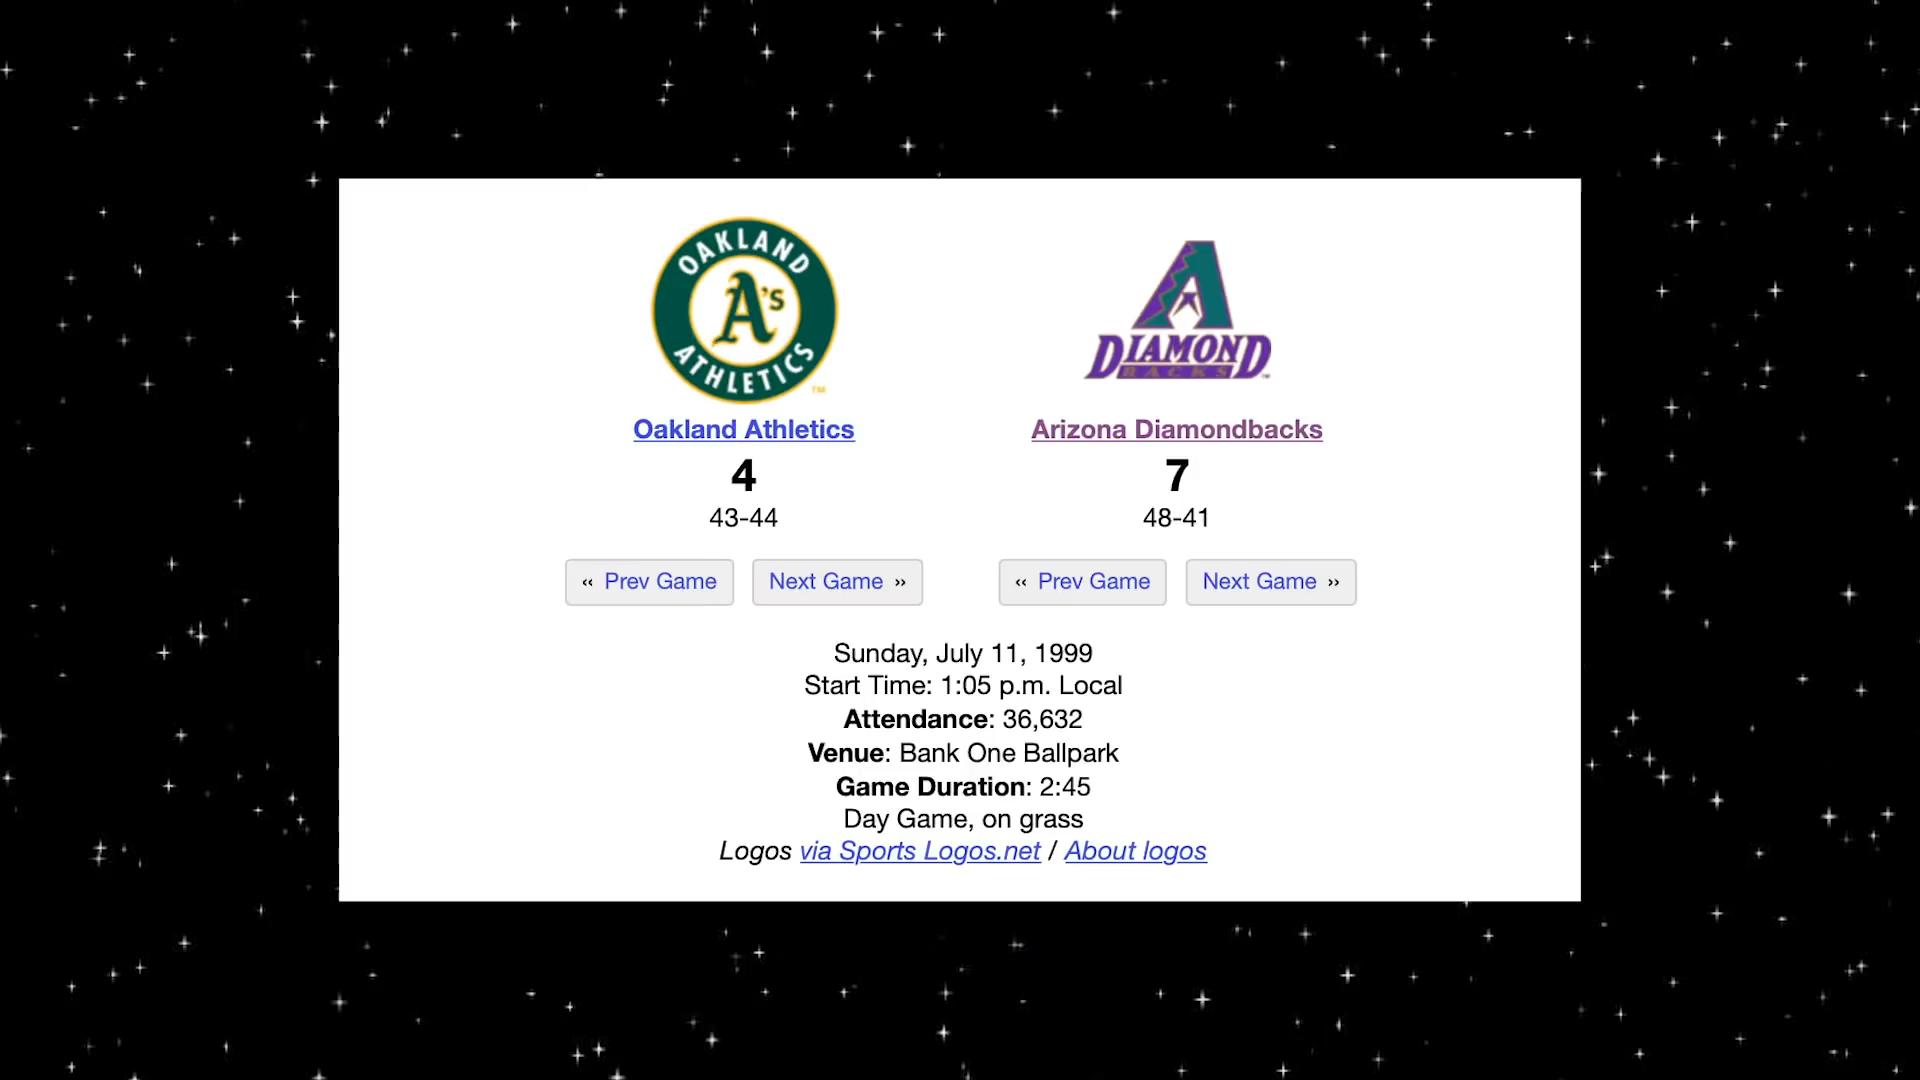 OAKLAND
A's
ATHLETICS
TM
A
DIAMOND
BACKS
Oakland Athletics
Arizona Diamondbacks
4
7
43-44
48-41
‹‹ Prev Game
Next Game ››
‹‹ Prev Game
Next Game ››
Sunday, July 11, 1999
Start Time: 1:05 p.m. Local
Attendance: 36,632
Venue: Bank One Ballpark
Game Duration: 2:45
Day Game, on grass
Logos via Sports Logos.net / About logos